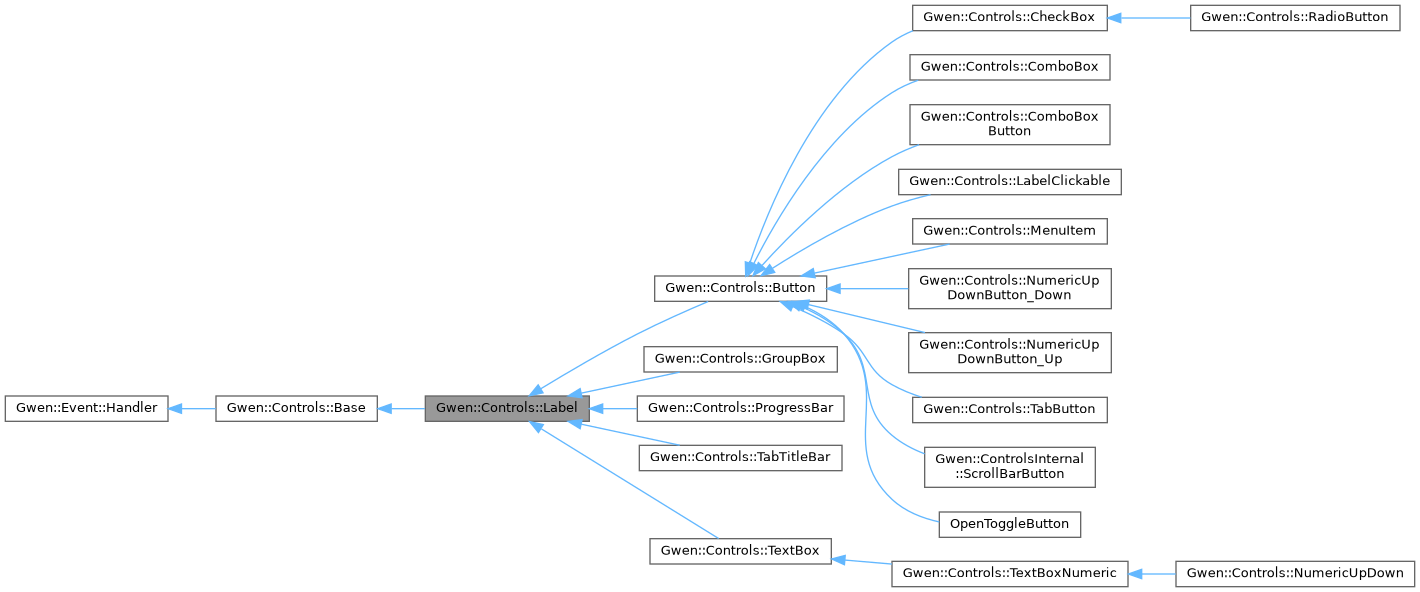 Gwen::Controls::CheckBox
Gwen::Controls::RadioButton
Gwen::Controls::ComboBox
Gwen::Controls::ComboBox
Button
Gwen::Controls::LabelClickable
Gwen::Controls::MenuItem
Gwen::Controls::Button
Gwen::Controls::NumericUp
DownButton_Down
Gwen::Controls::NumericUp
DownButton_Up
Gwen::Controls::GroupBox
Gwen::Event::Handler
Gwen::Controls::Base
Gwen::Controls::Label
Gwen::Controls::ProgressBar
Gwen::Controls::TabButton
Gwen::Controls::TabTitleBar
Gwen::ControlsInternal
::ScrollBarButton
OpenToggleButton
Gwen::Controls::TextBox
Gwen::Controls::TextBoxNumeric
Gwen::Controls::NumericUpDown